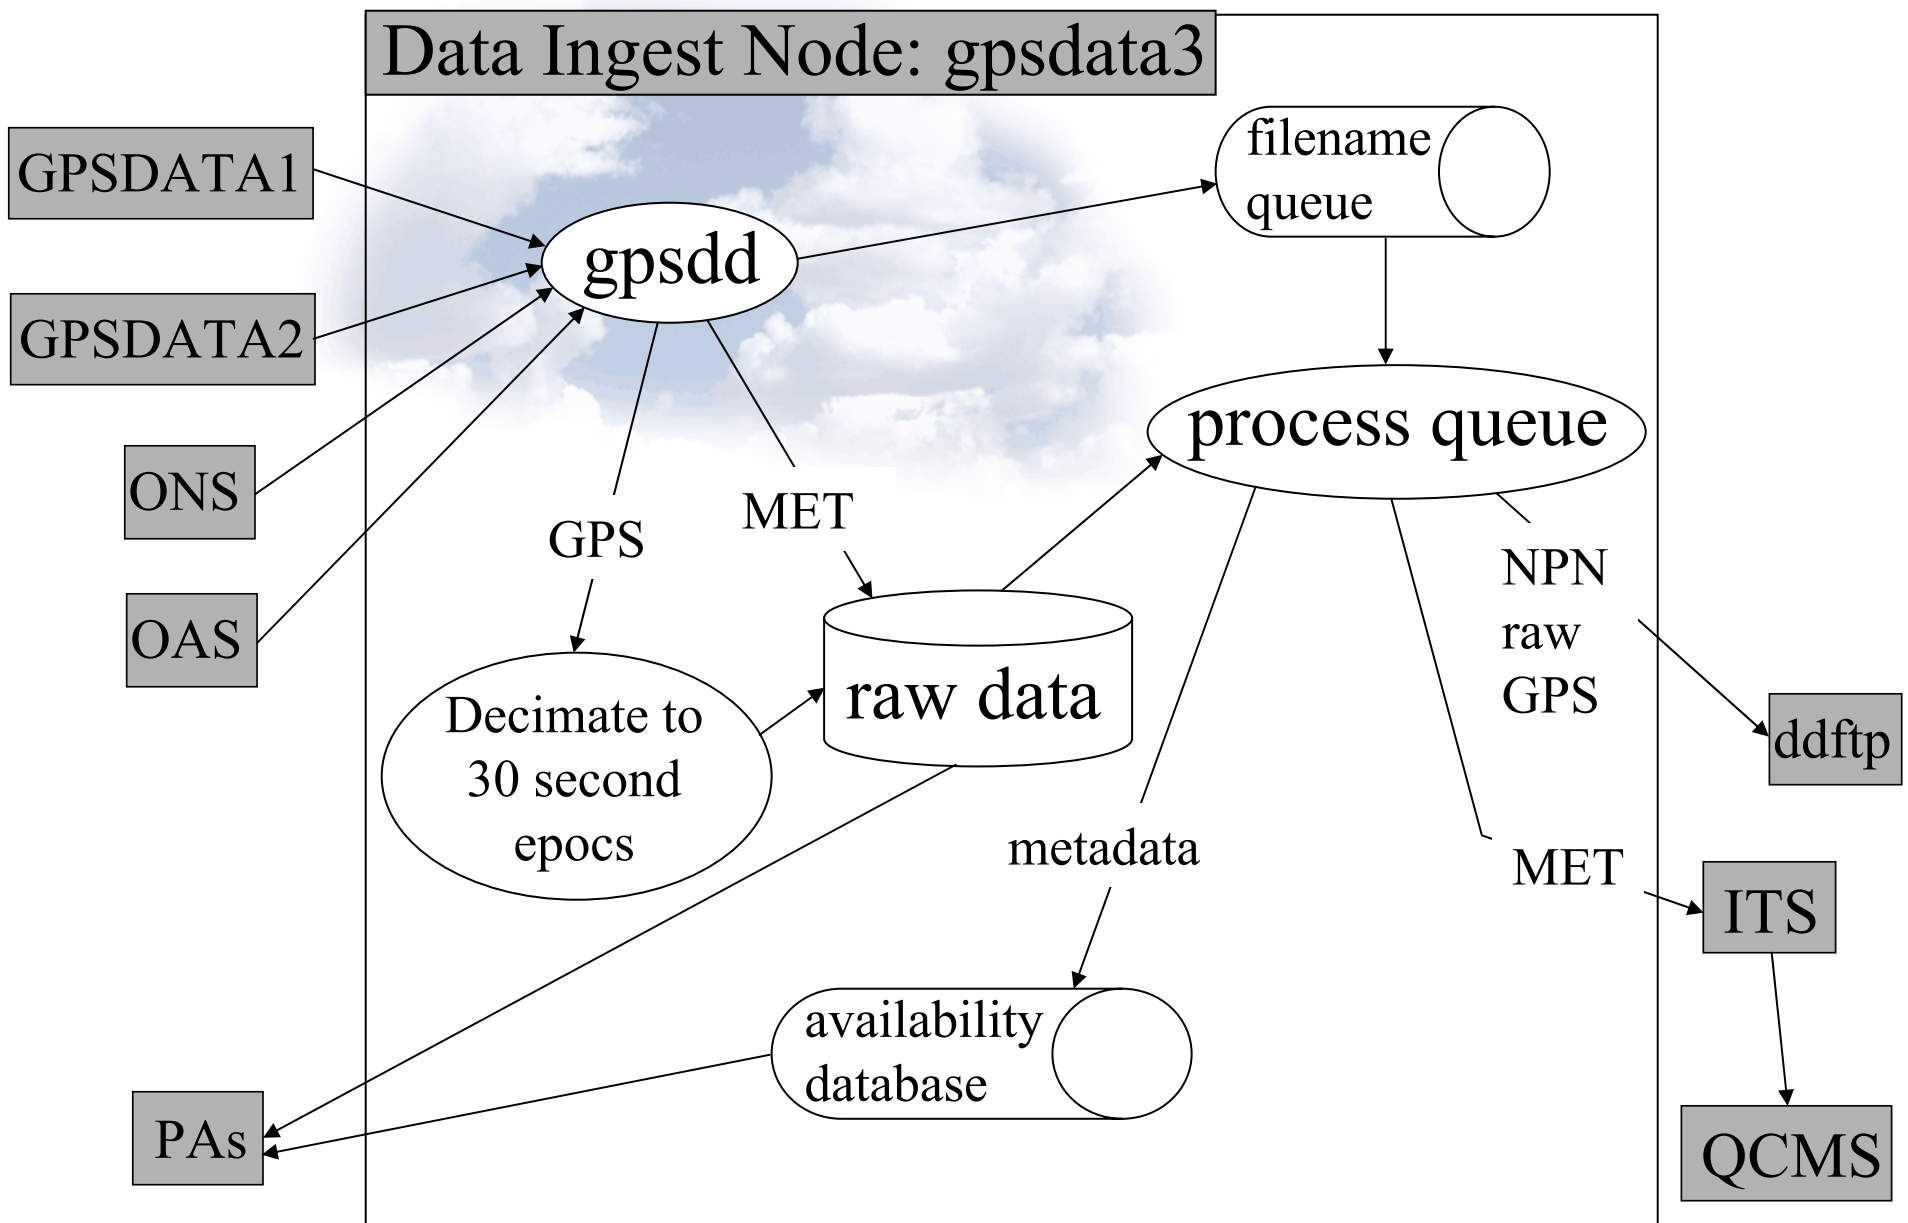 Data Ingest Node: gpsdata3
GPSDATA1
filename
queue
gpsdd
GPSDATA2
process queue
ONS
MET
GPS
NPN
raw
GPS
OAS
raw data
Decimate to
30 second
epocs
ddftp
metadata
MET
ITS
availability
database
PAs
QCMS